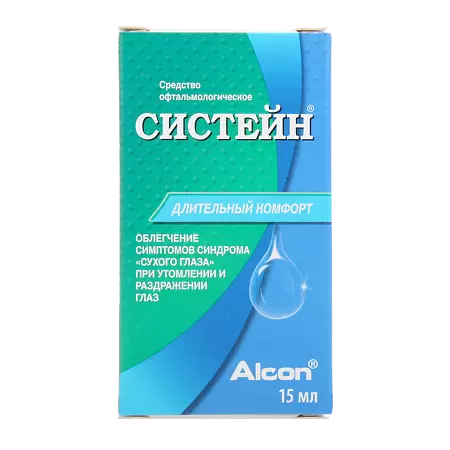 Средство
офтальмологическое
СИСТЕЙН®
ДЛИТЕЛЬНЫЙ КОМФОРТ
ОБЛЕГЧЕНИЕ
СИМПТОМОВ СИНДРОМА
«СУХОГО ГЛАЗА»
ПРИ УТОМЛЕНИИ И
РАЗДРАЖЕНИИ
ГЛАЗ
Alcon®
15 мл